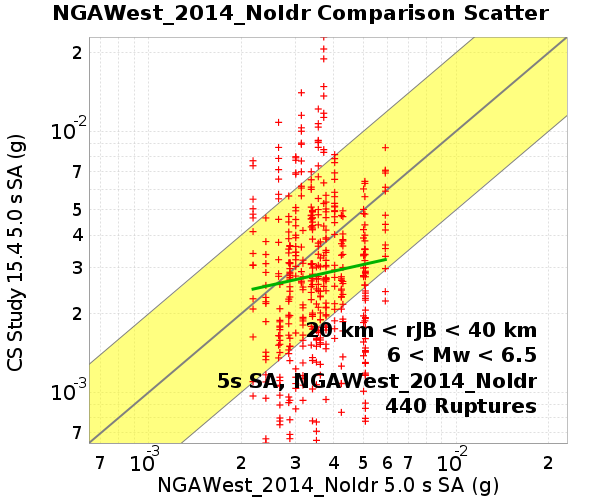 NGAWest_2014_NoIdr Comparison Scatter
CS Study 15.4 5.0 s SA (g)
2
10-2
7
5
4
3
2
10-3
7
20 km < rJB < 40 km
6 < Mw < 6.5
5s SA, NGAWest_2014_NoIdr
440 Ruptures
7 10-3 2 3 4 5 6 7 10-2 2
NGAWest_2014_NoIdr 5.0 s SA (g)